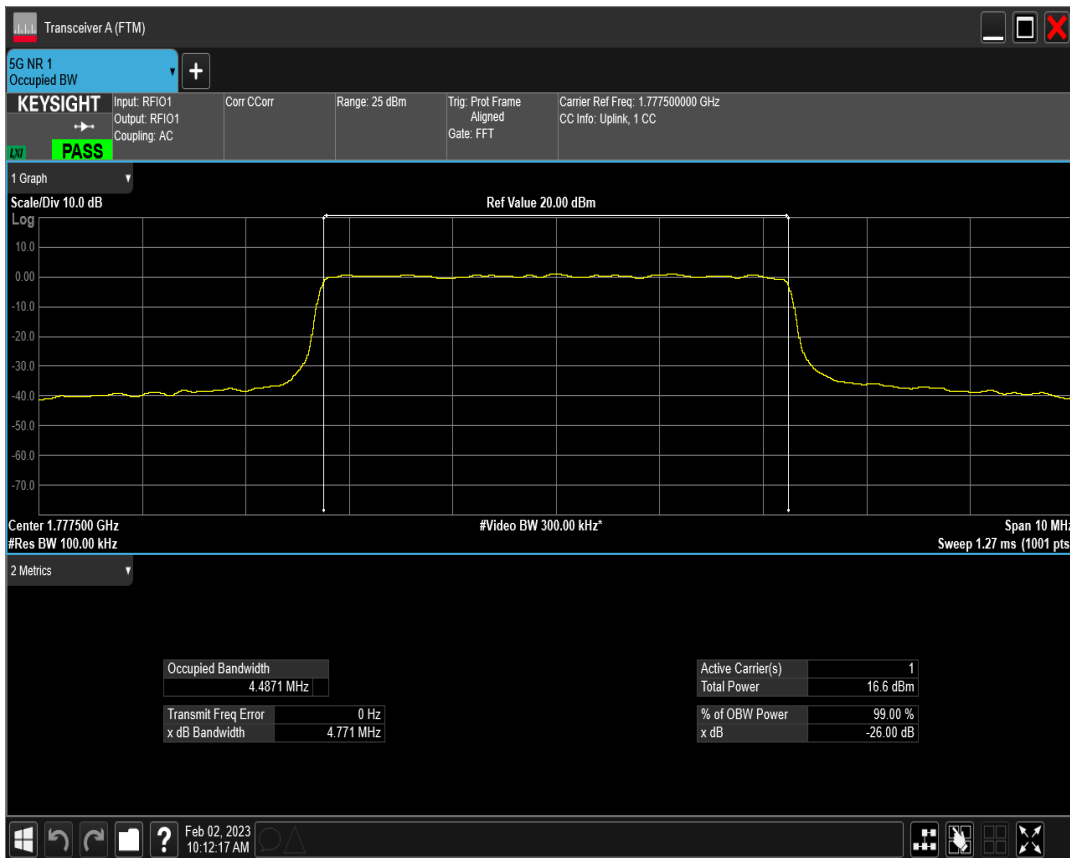 Transceiver A (FTM)
5G NR 1
Occupied BW
+
KEYSIGHT
LXI
PASS
Input: RFIO1
Output: RFIO1
Coupling: AC
Corr CCorr
Range: 25 dBm
Trig: Prot Frame
Aligned
Gate: FFT
Carrier Ref Freq: 1.777500000 GHz
CC Info: Uplink, 1 CC
1 Graph
Scale/Div 10.0 dB
Ref Value 20.00 dBm
Log
10.0
0.00
-10.0
-20.0
-30.0
-40.0
-50.0
-60.0
-70.0
Center 1.777500 GHz
#Video BW 300.00 kHz*
Span 10 MHz
#Res BW 100.00 kHz
Sweep 1.27 ms (1001 pts
2 Metrics
Occupied Bandwidth
4.4871 MHz
Transmit Freq Error 0 Hz
x dB Bandwidth 4.771 MHz
Active Carrier(s) 1
Total Power 16.6 dBm
% of OBW Power 99.00 %
x dB -26.00 dB
?
Feb 02, 2023
10:12:17 AM